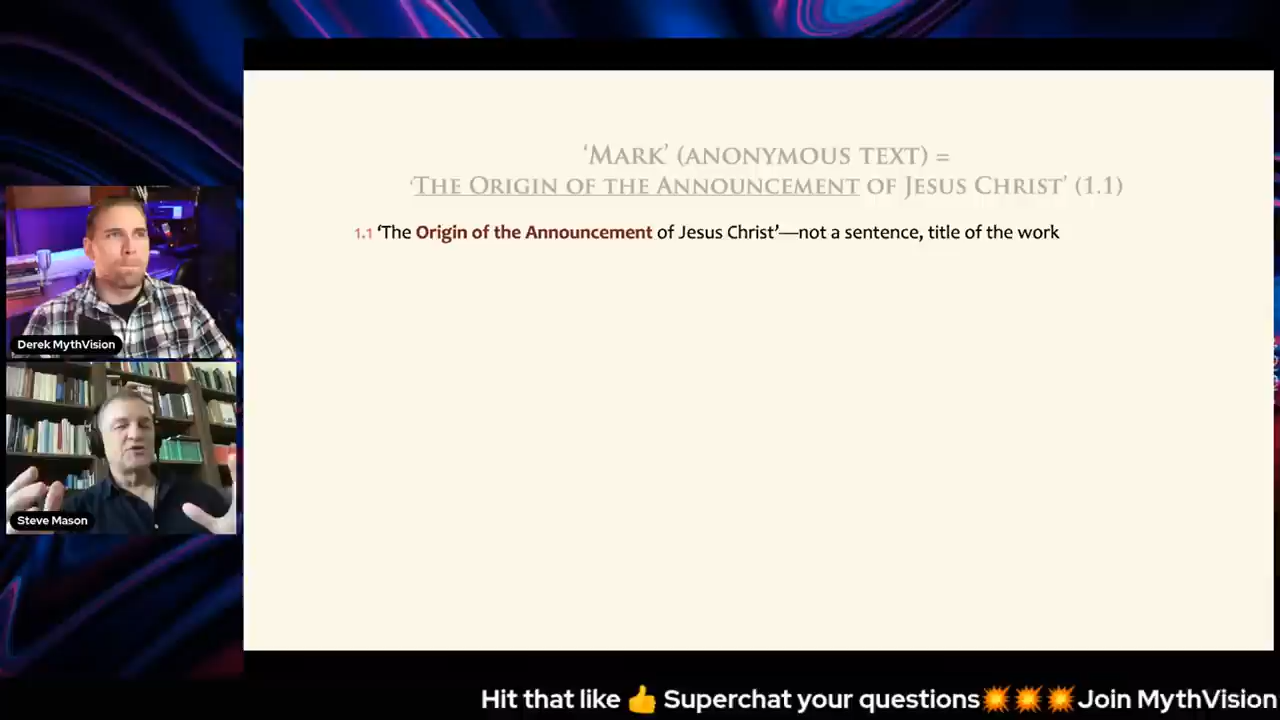 ‘Mark’ (anonymous text) =
‘The Origin of the Announcement of Jesus Christ’ (1.1)
1.1 ‘The Origin of the Announcement of Jesus Christ’—not a sentence, title of the work
Derek MythVision
Steve Mason
Hit that like 👍 Superchat your questions💥💥💥Join MythVision